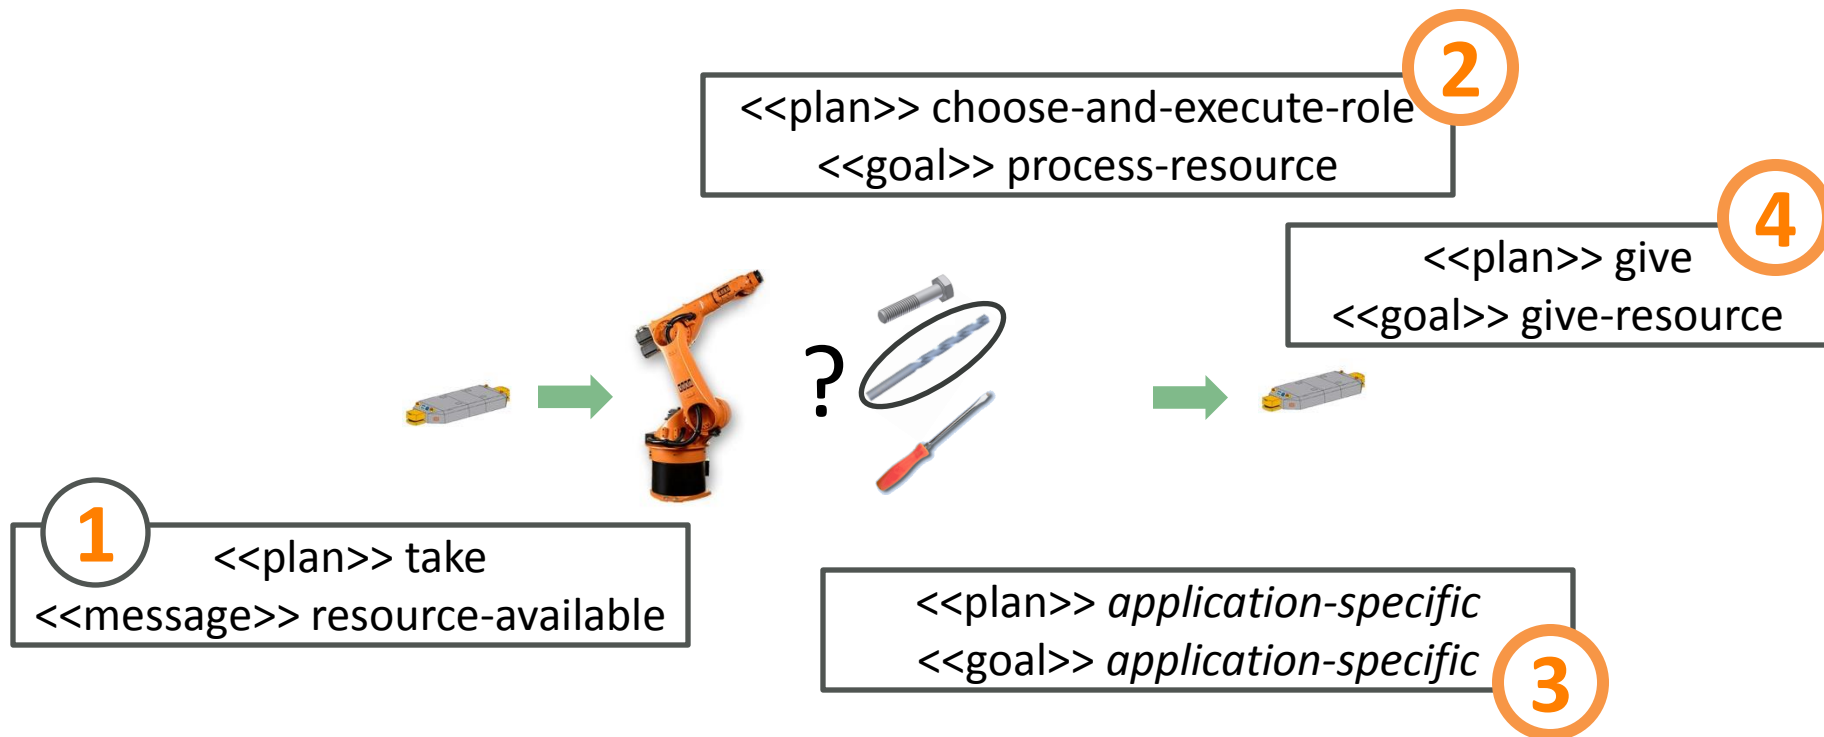 1
<<plan>> take
<<message>> resource-available
2
<<plan>> choose-and-execute-role
<<goal>> process-resource
?
3
<<plan>> application-specific
<<goal>> application-specific
4
<<plan>> give
<<goal>> give-resource